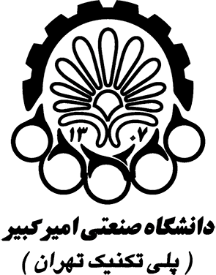 ۱۳۰۷
دانشگاه صنعتی امیرکبیر
( پلی تکنیک تهران )